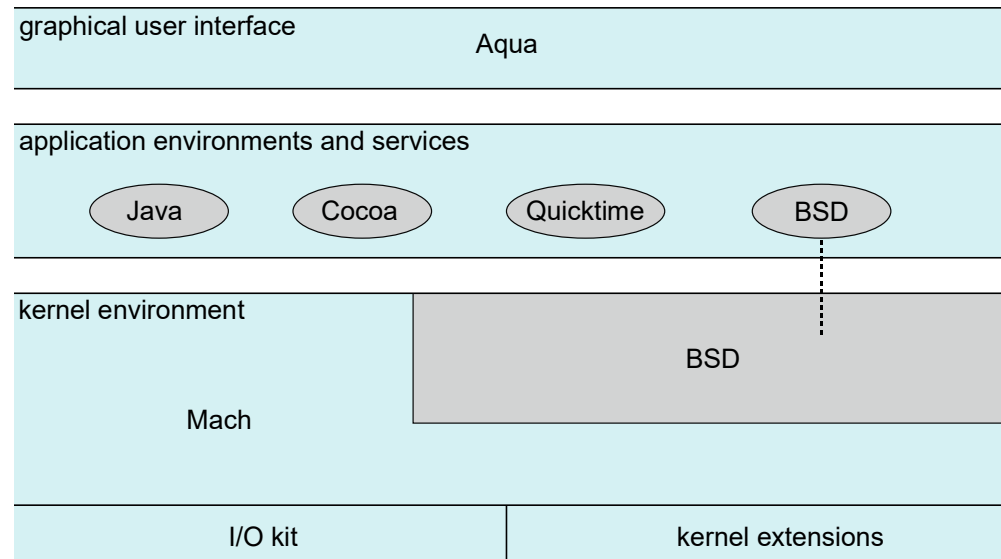 graphical user interface
Aqua
application environments and services
Java
Cocoa
Quicktime
BSD
kernel environment
BSD
Mach
I/O kit
kernel extensions